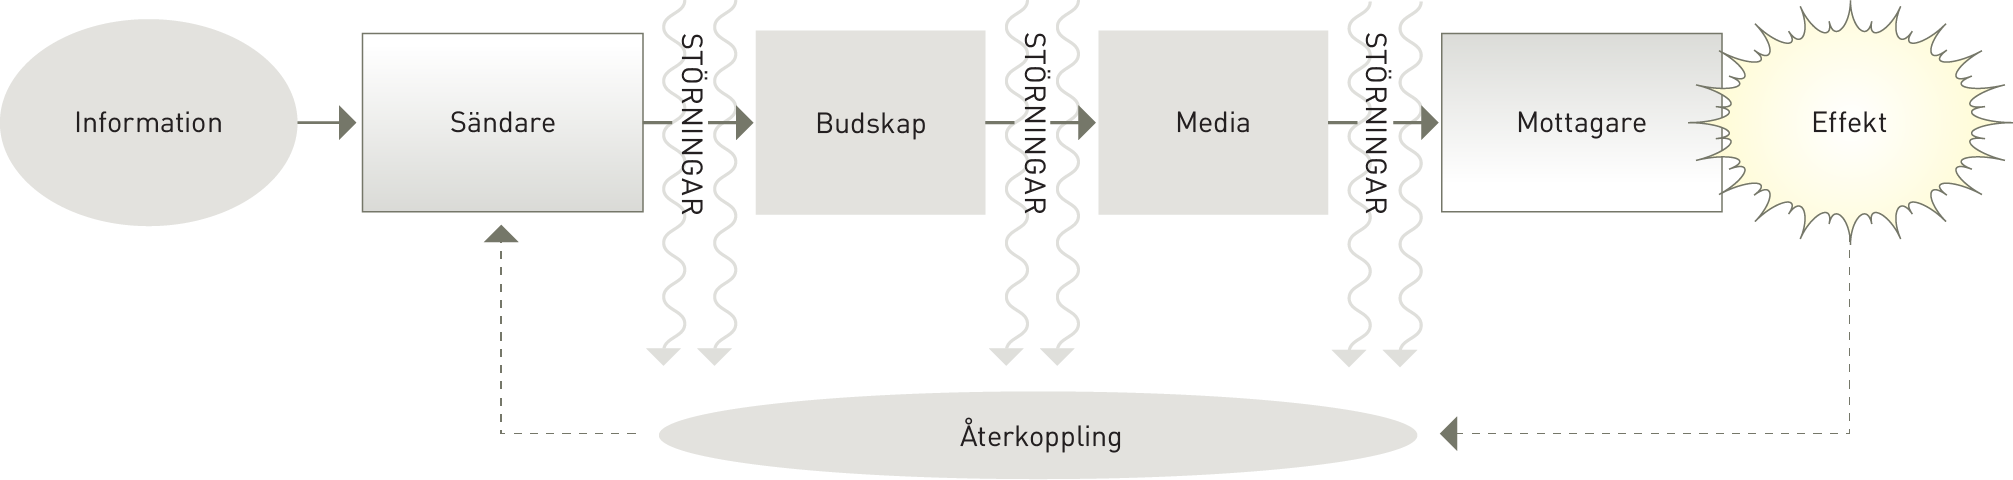 Information
Sändare
STÖRNINGAR
Budskap
STÖRNINGAR
Media
STÖRNINGAR
Mottagare
Effekt
Återkoppling